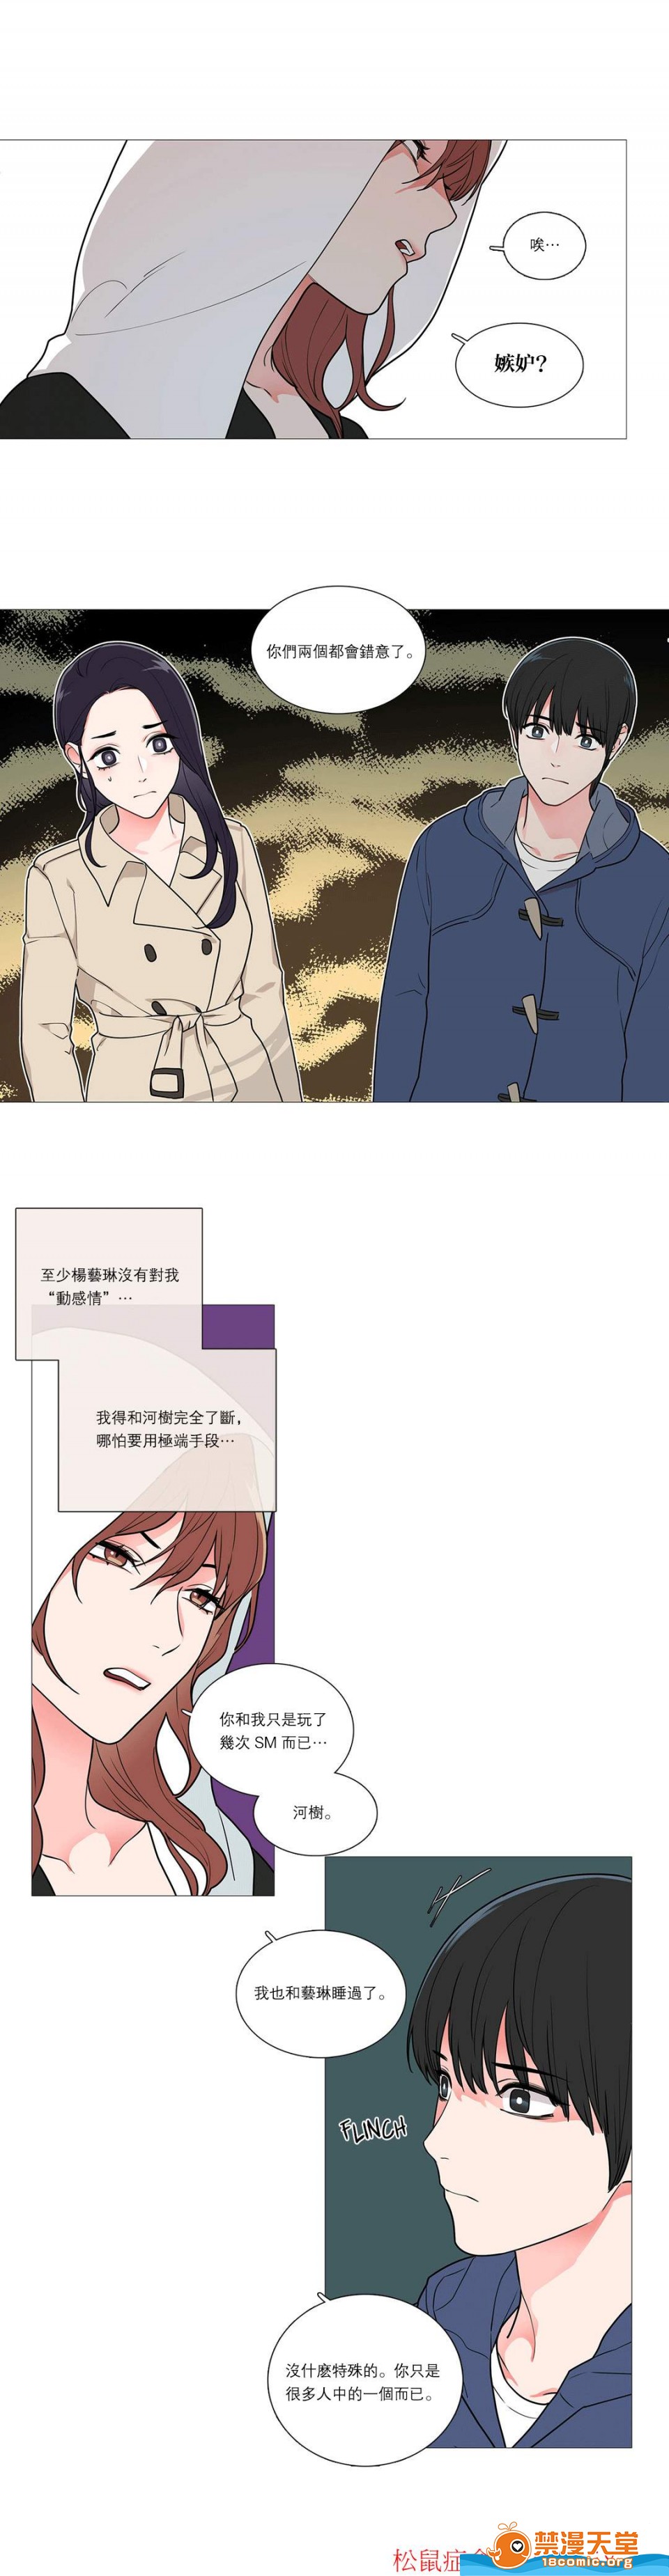 唉…
嫉妒?
你們兩個都會錯意了。
至少楊藝琳沒有對我
“動感情”…
我得和河樹完全了斷，
哪怕要用極端手段…
你和我只是玩了
幾次 SM 而已…
河樹。
我也和藝琳睡過了。
FLINCH
沒什麽特殊的。你只是
很多人中的一個而已。
松鼠症
禁漫天堂
18comic.org